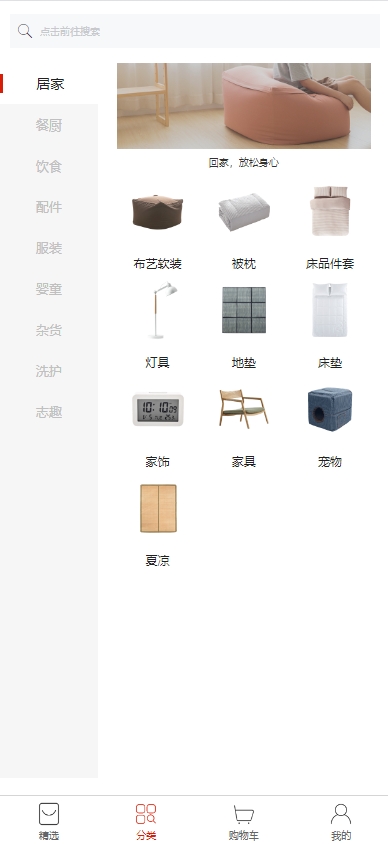 点击前往搜索
居家
餐厨
饮食
配件
服装
婴童
杂货
洗护
志趣
回家，放松身心
布艺软装 被枕 床品件套
灯具 地垫 床垫
10:10 09
家饰 家具 宠物
夏凉
精选 分类 购物车 我的